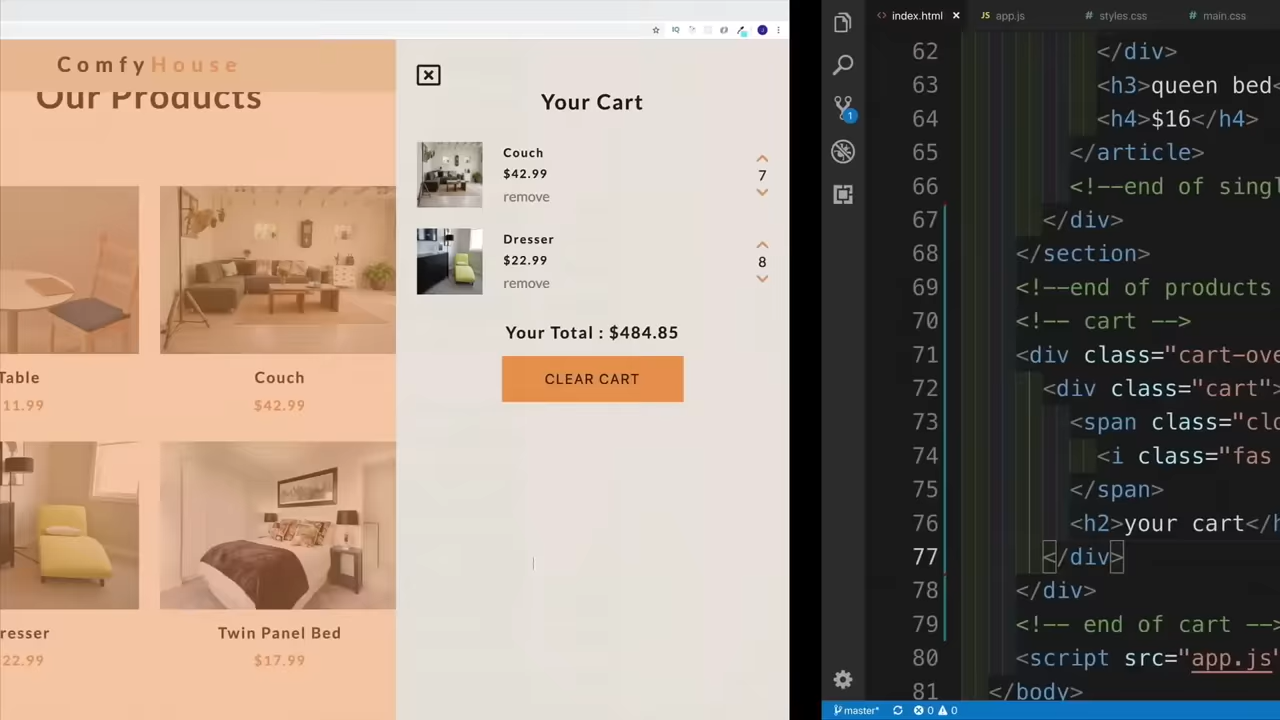 ComfyHouse
Our Products
Table
11.99
Couch
$42.99
resser
22.99
Twin Panel Bed
$17.99
Your Cart
Couch
$42.99
remove
7
Dresser
$22.99
remove
8
Your Total : $484.85
CLEAR CART
index.html
JS app.js
# styles.css
# main.css
1
62 </div>
63 <h3>queen bed<
64 <h4>$16</h4>
65 </article>
66 <!--end of singl
67 </div>
68 </section>
69 <!--end of products
70 <!-- cart -->
71 <div class="cart-ove
72 <div class="cart">
73 <span class="clo
74 <i class="fas
75 </span>
76 <h2>your cart</h
77 </div>
78 </div>
79 <!-- end of cart -->
80 <script src="app.js"
81 </body>
master* 0 0